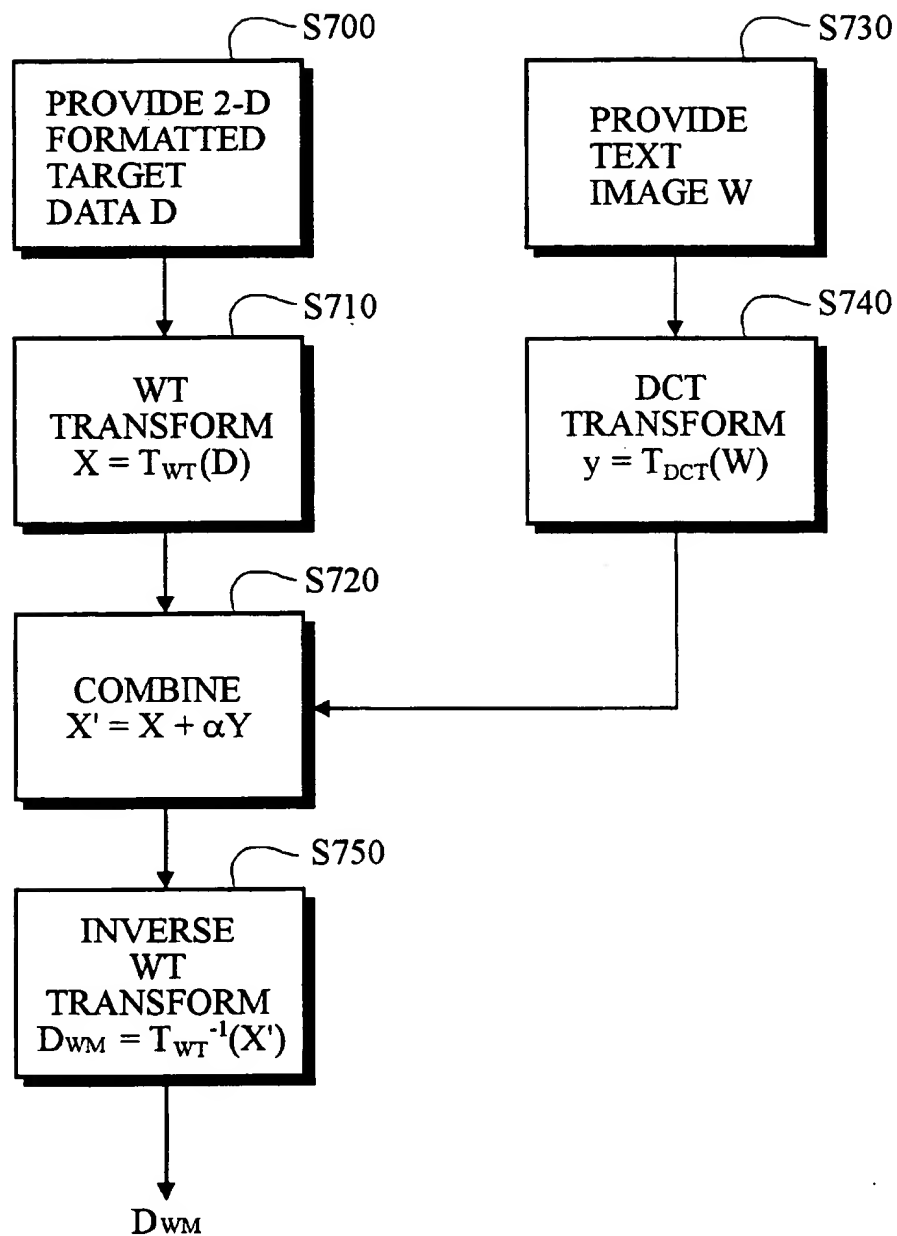 S700
PROVIDE 2-D
FORMATTED
TARGET
DATA D
S730
PROVIDE
TEXT
IMAGE W
S710
WT
TRANSFORM
X = T_WT(D)
S740
DCT
TRANSFORM
y = T_DCT(W)
S720
COMBINE
X' = X + αY
S750
INVERSE
WT
TRANSFORM
D_WM = T_WT^-1(X')
D_WM